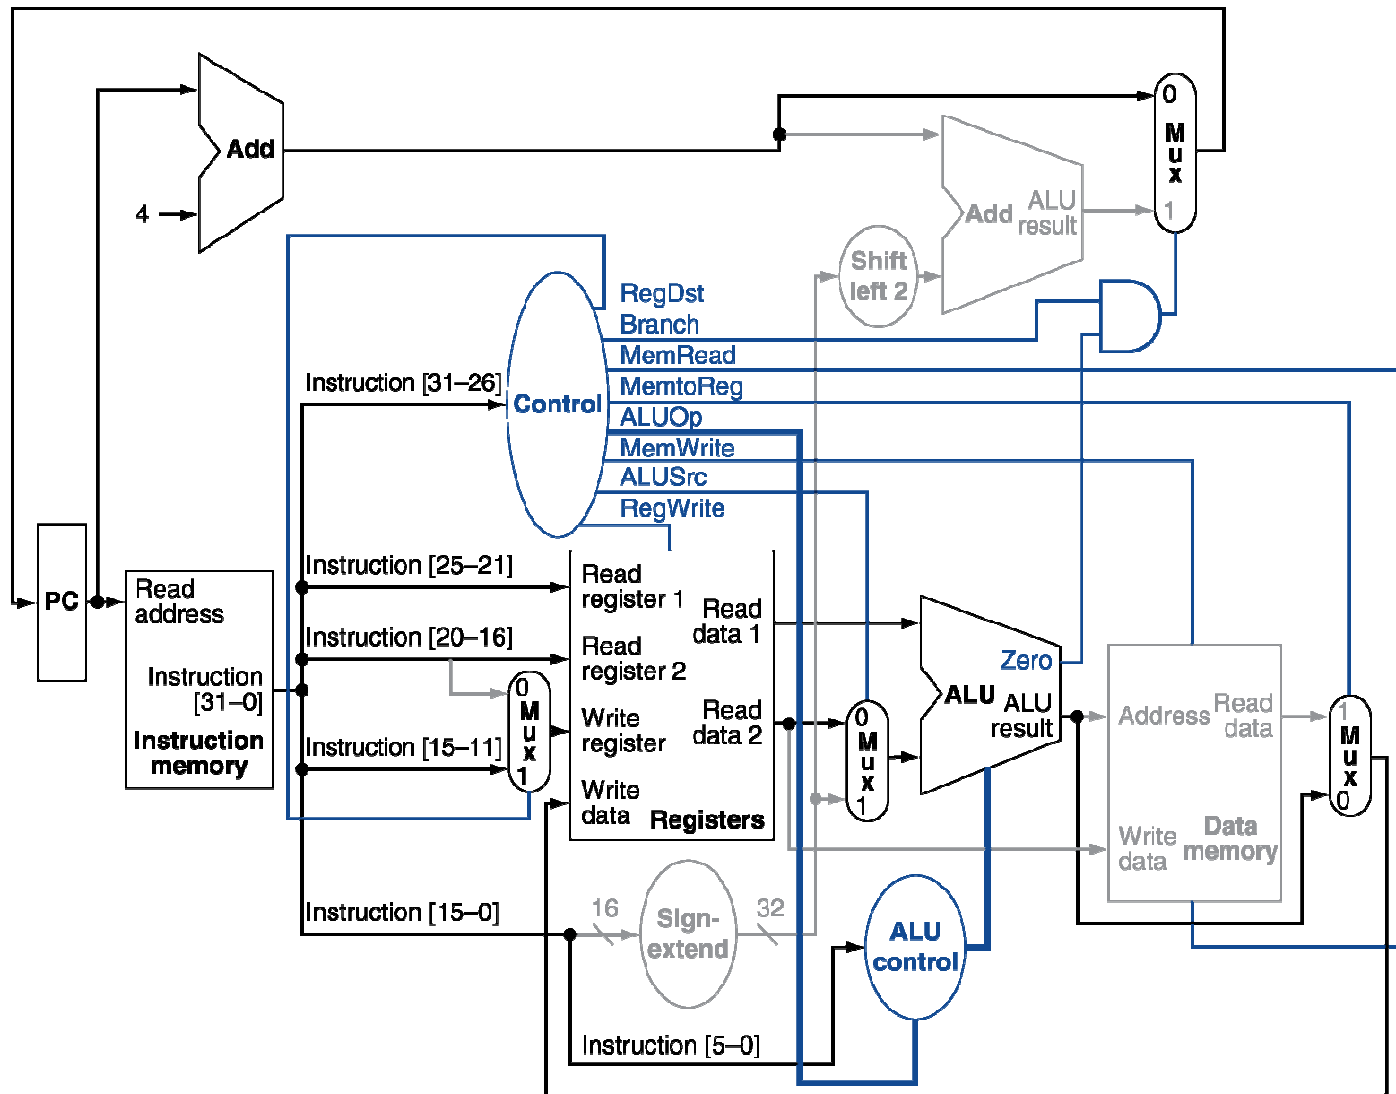 Add
4
0
Mux
1
Add
ALU
result
Shift
left 2
RegDst
Branch
MemRead
MemtoReg
ALUOp
MemWrite
ALUSrc
RegWrite
Instruction [31–26]
Control
PC
Read
address
Instruction
[31–0]
Instruction
memory
Instruction [25–21]
Instruction [20–16]
Instruction [15–11]
0
Mux
1
Read
register 1
Read
register 2
Write
register
Write
data
Read
data 1
Read
data 2
Registers
0
Mux
1
Zero
ALU
ALU
result
Address
Read
data
Write
data
Data
memory
1
Mux
0
Instruction [15–0]
16
SIgn-
extend
32
ALU
control
Instruction [5–0]